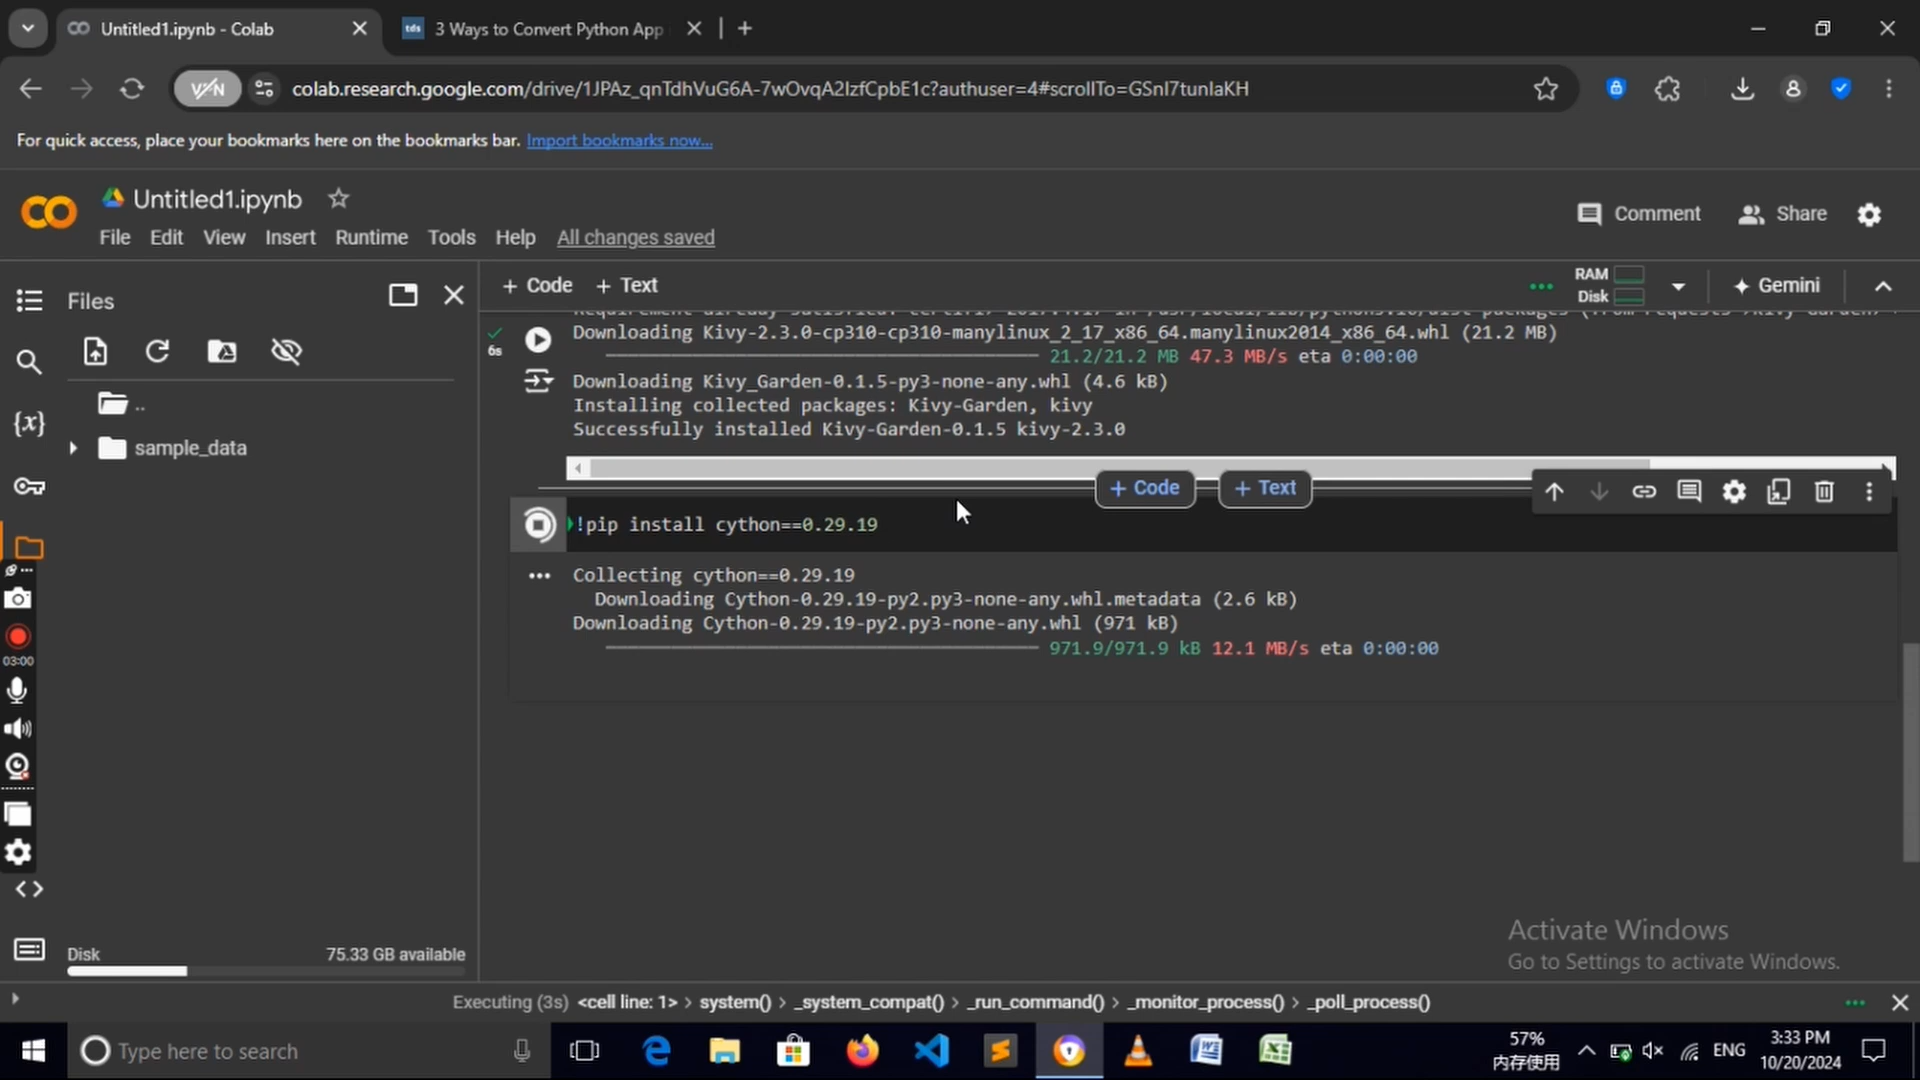 Untitled1.ipynb - Colab
tds 3 Ways to Convert Python App
VPN
colab.research.google.com/drive/1JPAz_qnTdhVuG6A-7wOvqA2IzfCpbE1c?authuser=4#scrollTo=GSnI7tunIaKH
For quick access, place your bookmarks here on the bookmarks bar. Import bookmarks now...
Untitled1.ipynb
Comment
Share
File Edit View Insert Runtime Tools Help All changes saved
Files
+ Code + Text
RAM
Disk
Gemini
..
sample_data
6s
Downloading Kivy-2.3.0-cp310-cp310-manylinux_2_17_x86_64.manylinux2014_x86_64.whl (21.2 MB)
21.2/21.2 MB 47.3 MB/s eta 0:00:00
Downloading Kivy_Garden-0.1.5-py3-none-any.whl (4.6 kB)
Installing collected packages: Kivy-Garden, kivy
Successfully installed Kivy-Garden-0.1.5 kivy-2.3.0
+ Code + Text
!pip install cython==0.29.19
Collecting cython==0.29.19
Downloading Cython-0.29.19-py2.py3-none-any.whl.metadata (2.6 kB)
Downloading Cython-0.29.19-py2.py3-none-any.whl (971 kB)
971.9/971.9 kB 12.1 MB/s eta 0:00:00
{x}
03:00
Disk
75.33 GB available
Activate Windows
Go to Settings to activate Windows.
Executing (3s) <cell line: 1> > system() > _system_compat() > _run_command() > _monitor_process() > _poll_process()
Type here to search
57%
内存使用
ENG
3:33 PM
10/20/2024